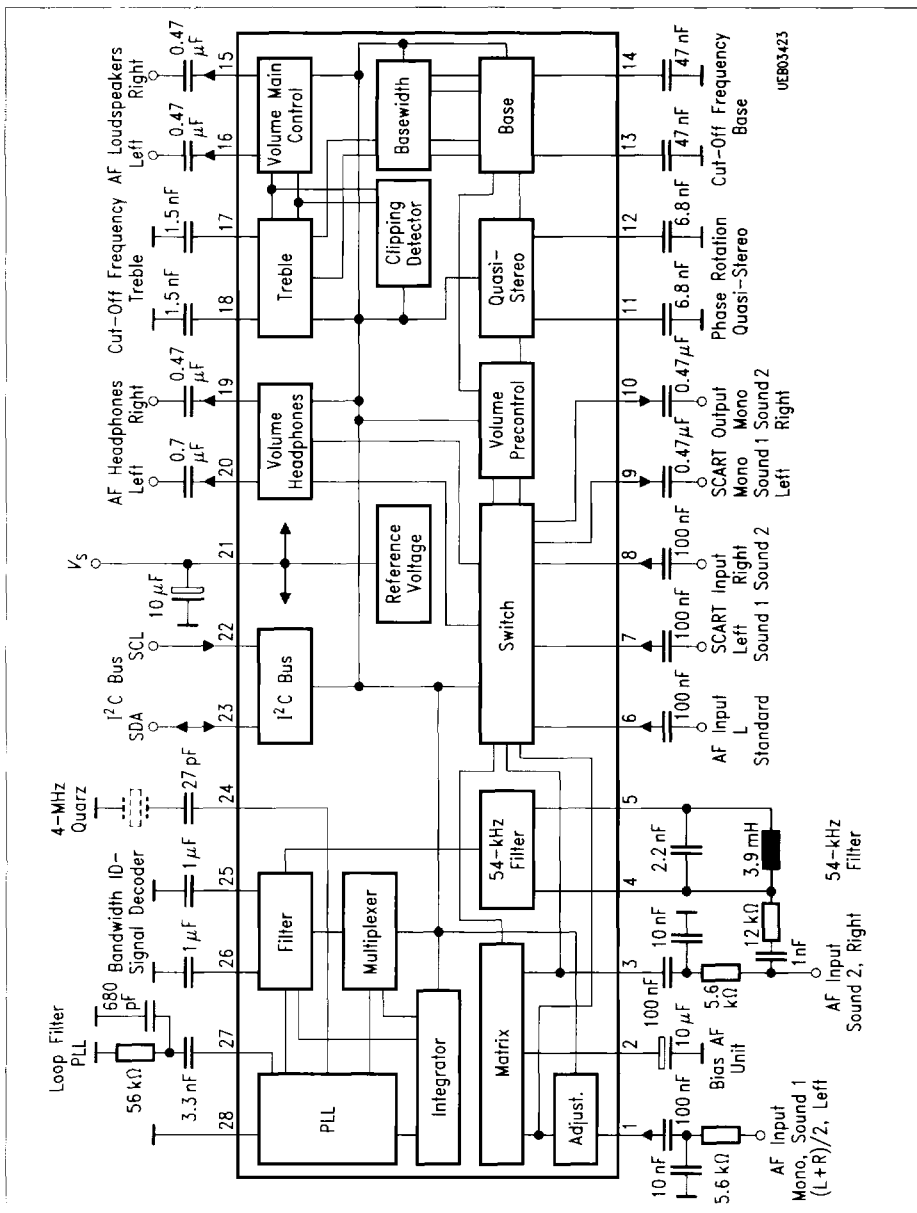 Loop Filter
PLL
680
pF
56 kΩ
3.3 nF
Bandwidth ID-
Signal Decoder
1 μF
1 μF
4-MHz
Quarz
27 pF
I²C Bus
SDA
SCL
V_S
10 μF
AF Headphones
Left
Right
0.7
μF
0.47
μF
Cut-Off Frequency
Treble
1.5 nF
1.5 nF
AF Loudspeakers
Left
Right
0.47
μF
0.47
μF
28
27
26
25
24
23
22
21
20
19
18
17
16
15
PLL
Filter
Multiplexer
Integrator
I²C Bus
Reference
Voltage
Volume
Headphones
Treble
Volume Main
Control
Clipping
Detector
Basewidth
Matrix
Adjust.
54-kHz
Filter
Switch
Volume
Precontrol
Quasi-
Stereo
Base
1
2
3
4
5
6
7
8
9
10
11
12
13
14
10 nF
100 nF
5.6 kΩ
AF Input
Mono, Sound 1
(L+R)/2, Left
10 μF
Bias AF
Unit
100 nF
10 nF
5.6
kΩ
12 kΩ
1nF
AF Input
Sound 2, Right
2.2 nF
3.9 mH
54-kHz
Filter
100 nF
AF Input
L
Standard
100 nF
100 nF
SCART Input
Left Right
Sound 1 Sound 2
0.47μF
0.47μF
SCART Output
Mono Mono
Sound 1 Sound 2
Left Right
6.8 nF
6.8 nF
Phase Rotation
Quasi-Stereo
47 nF
47 nF
Cut-Off Frequency
Base
UEB03423